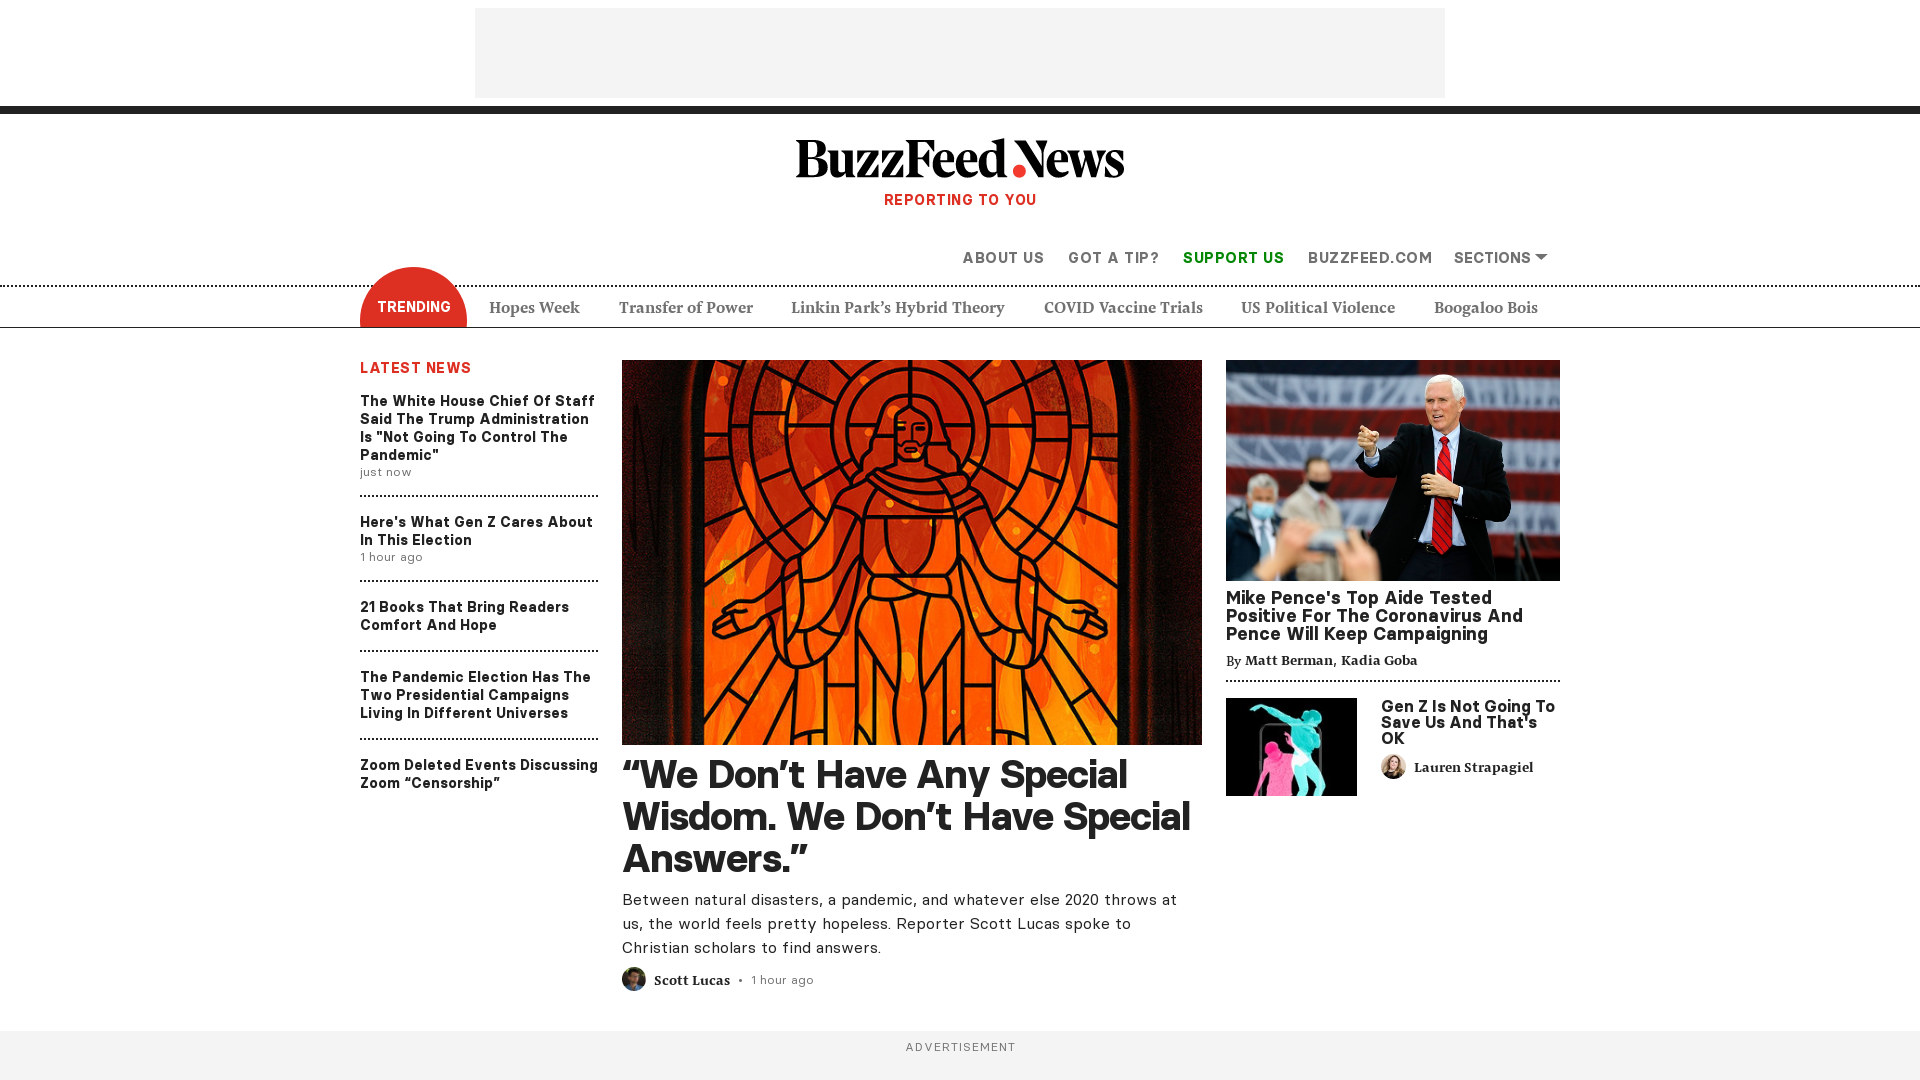 BuzzFeed News
REPORTING TO YOU
ABOUT US GOT A TIP? SUPPORT US BUZZFEED.COM SECTIONS
TRENDING Hopes Week Transfer of Power Linkin Park’s Hybrid Theory COVID Vaccine Trials US Political Violence Boogaloo Bois
LATEST NEWS
The White House Chief Of Staff
Said The Trump Administration
Is "Not Going To Control The
Pandemic"
just now
Here's What Gen Z Cares About
In This Election
1 hour ago
21 Books That Bring Readers
Comfort And Hope
The Pandemic Election Has The
Two Presidential Campaigns
Living In Different Universes
Zoom Deleted Events Discussing
Zoom “Censorship”
“We Don’t Have Any Special
Wisdom. We Don’t Have Special
Answers.”
Between natural disasters, a pandemic, and whatever else 2020 throws at
us, the world feels pretty hopeless. Reporter Scott Lucas spoke to
Christian scholars to find answers.
Scott Lucas • 1 hour ago
Mike Pence's Top Aide Tested
Positive For The Coronavirus And
Pence Will Keep Campaigning
By Matt Berman, Kadia Goba
Gen Z Is Not Going To
Save Us And That's
OK
Lauren Strapagiel
ADVERTISEMENT